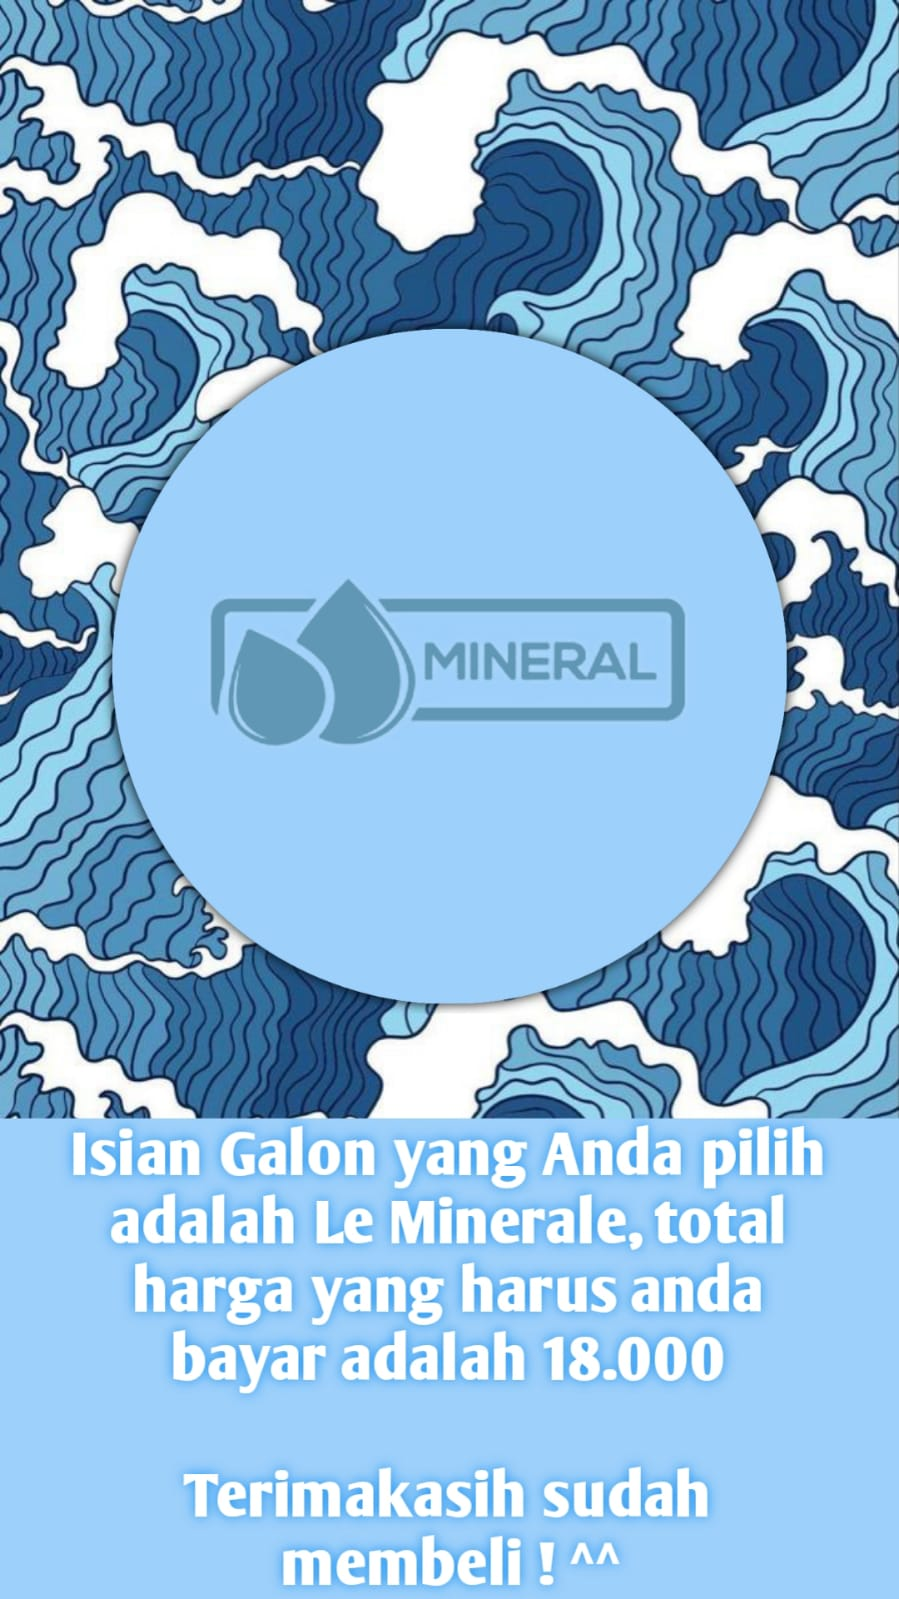 MINERAL
Isian Galon yang Anda pilih
adalah Le Minerale, total
harga yang harus anda
bayar adalah 18.000
Terimakasih sudah
membeli ! ^^